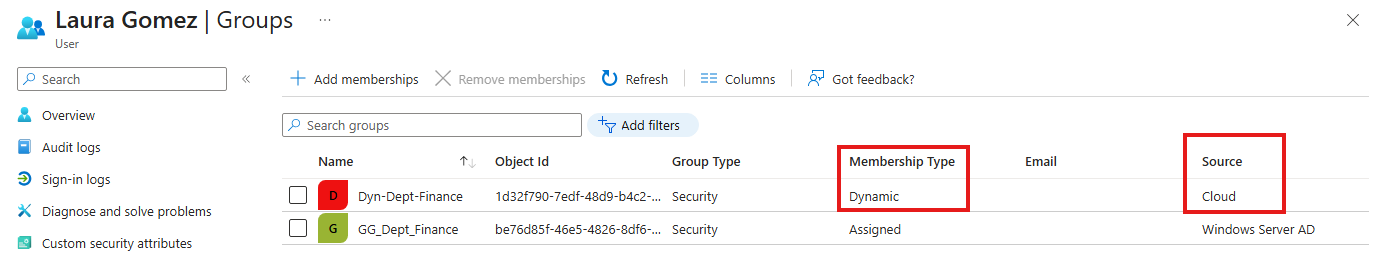 Laura Gomez | Groups ...
User
Search «
Overview
Audit logs
Sign-in logs
Diagnose and solve problems
Custom security attributes
Add memberships Remove memberships Refresh Columns Got feedback?
Search groups Add filters
Name Object Id Group Type Membership Type Email Source
D Dyn-Dept-Finance 1d32f790-7edf-48d9-b4c2-... Security Dynamic Cloud
G GG_Dept_Finance be76d85f-46e5-4826-8df6-... Security Assigned Windows Server AD